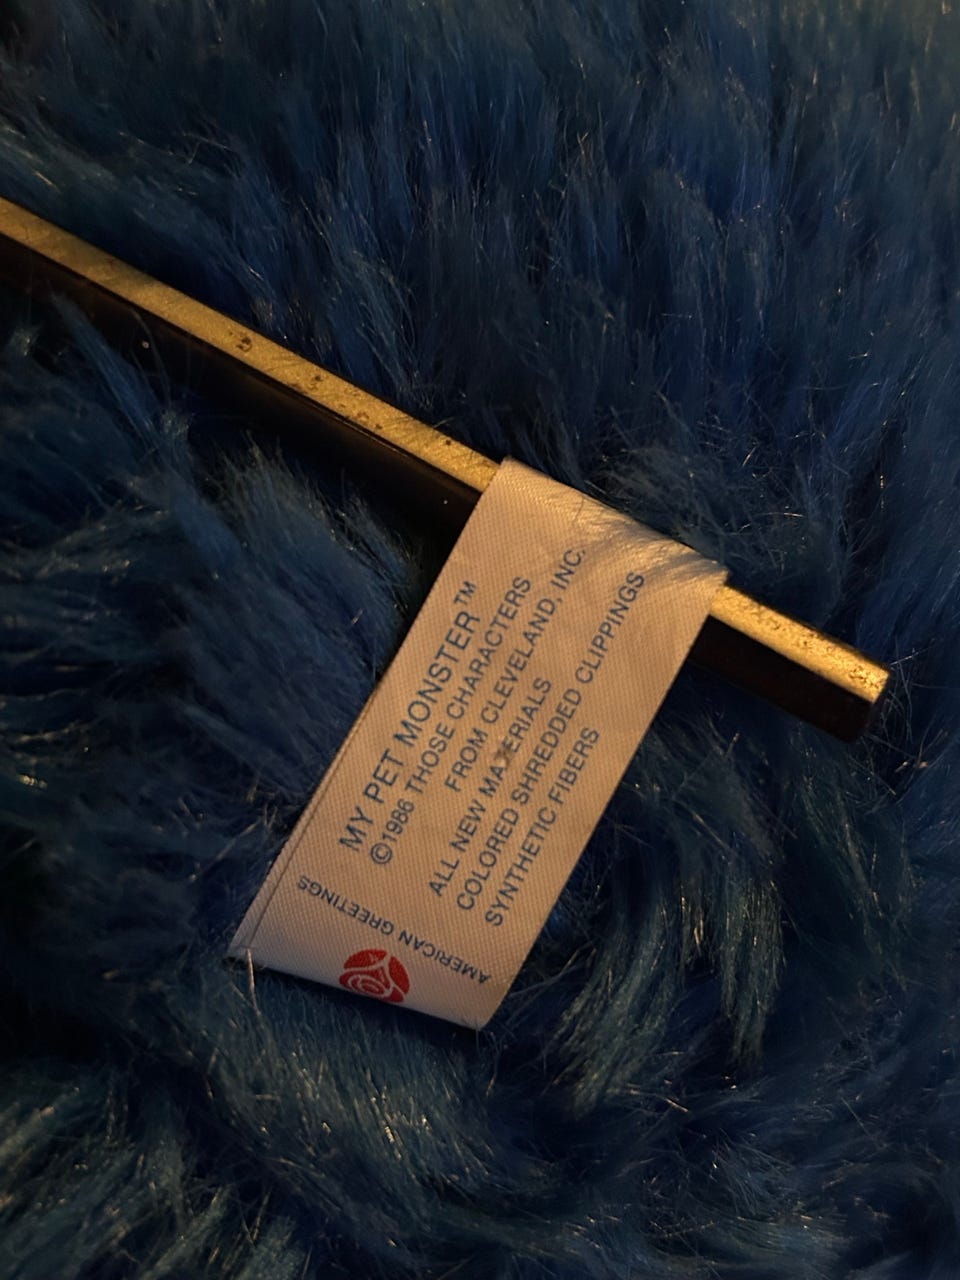 MY PET MONSTER™
©1986 THOSE CHARACTERS
FROM CLEVELAND, INC.
ALL NEW MATERIALS
COLORED SHREDDED CLIPPINGS
SYNTHETIC FIBERS
AMERICAN GREETINGS